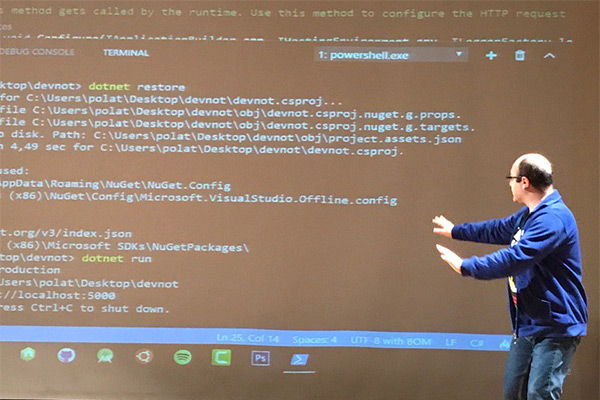 s method gets called by the runtime. Use this method to configure the HTTP request
DEBUG CONSOLE TERMINAL 1: powershell.exe
sktop\devnot> dotnet restore
for C:\Users\polat\Desktop\devnot\devnot.csproj...
file C:\Users\polat\Desktop\devnot\obj\devnot.csproj.nuget.g.props.
file C:\Users\polat\Desktop\devnot\obj\devnot.csproj.nuget.g.targets.
o disk. Path: C:\Users\polat\Desktop\devnot\obj\project.assets.json
n 4,49 sec for C:\Users\polat\Desktop\devnot\devnot.csproj.
used:
AppData\Roaming\NuGet\NuGet.Config
(x86)\NuGet\Config\Microsoft.VisualStudio.Offline.config
et.org/v3/index.json
(x86)\Microsoft SDKs\NuGetPackages\
top\devnot> dotnet run
roduction
ers\polat\Desktop\devnot
://localhost:5000
ress Ctrl+C to shut down.
Ln 25, Col 14 Spaces: 4 UTF-8 with BOM LF C#
C
Ps